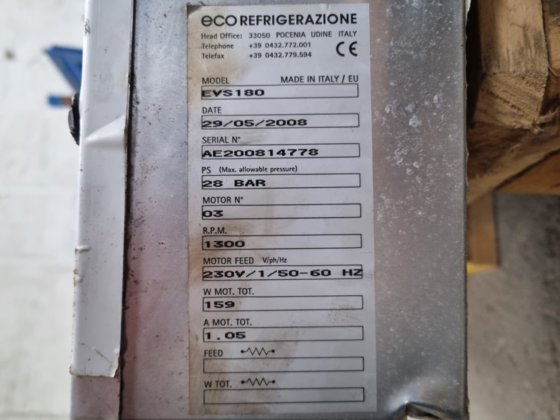 eco REFRIGERAZIONE
Head Office: 33050 POCENIA UDINE ITALY
Telephone +39 0432.772.001
Telefax +39 0432.779.594
CE
MODEL MADE IN ITALY / EU
EVS180
DATE
29/05/2008
SERIAL N°
AE200814778
PS (Max. allowable pressure)
28 BAR
MOTOR N°
03
R.P.M.
1300
MOTOR FEED V/ph/Hz
230V/1/50-60 HZ
W MOT. TOT.
159
A MOT. TOT.
1.05
FEED
W TOT.